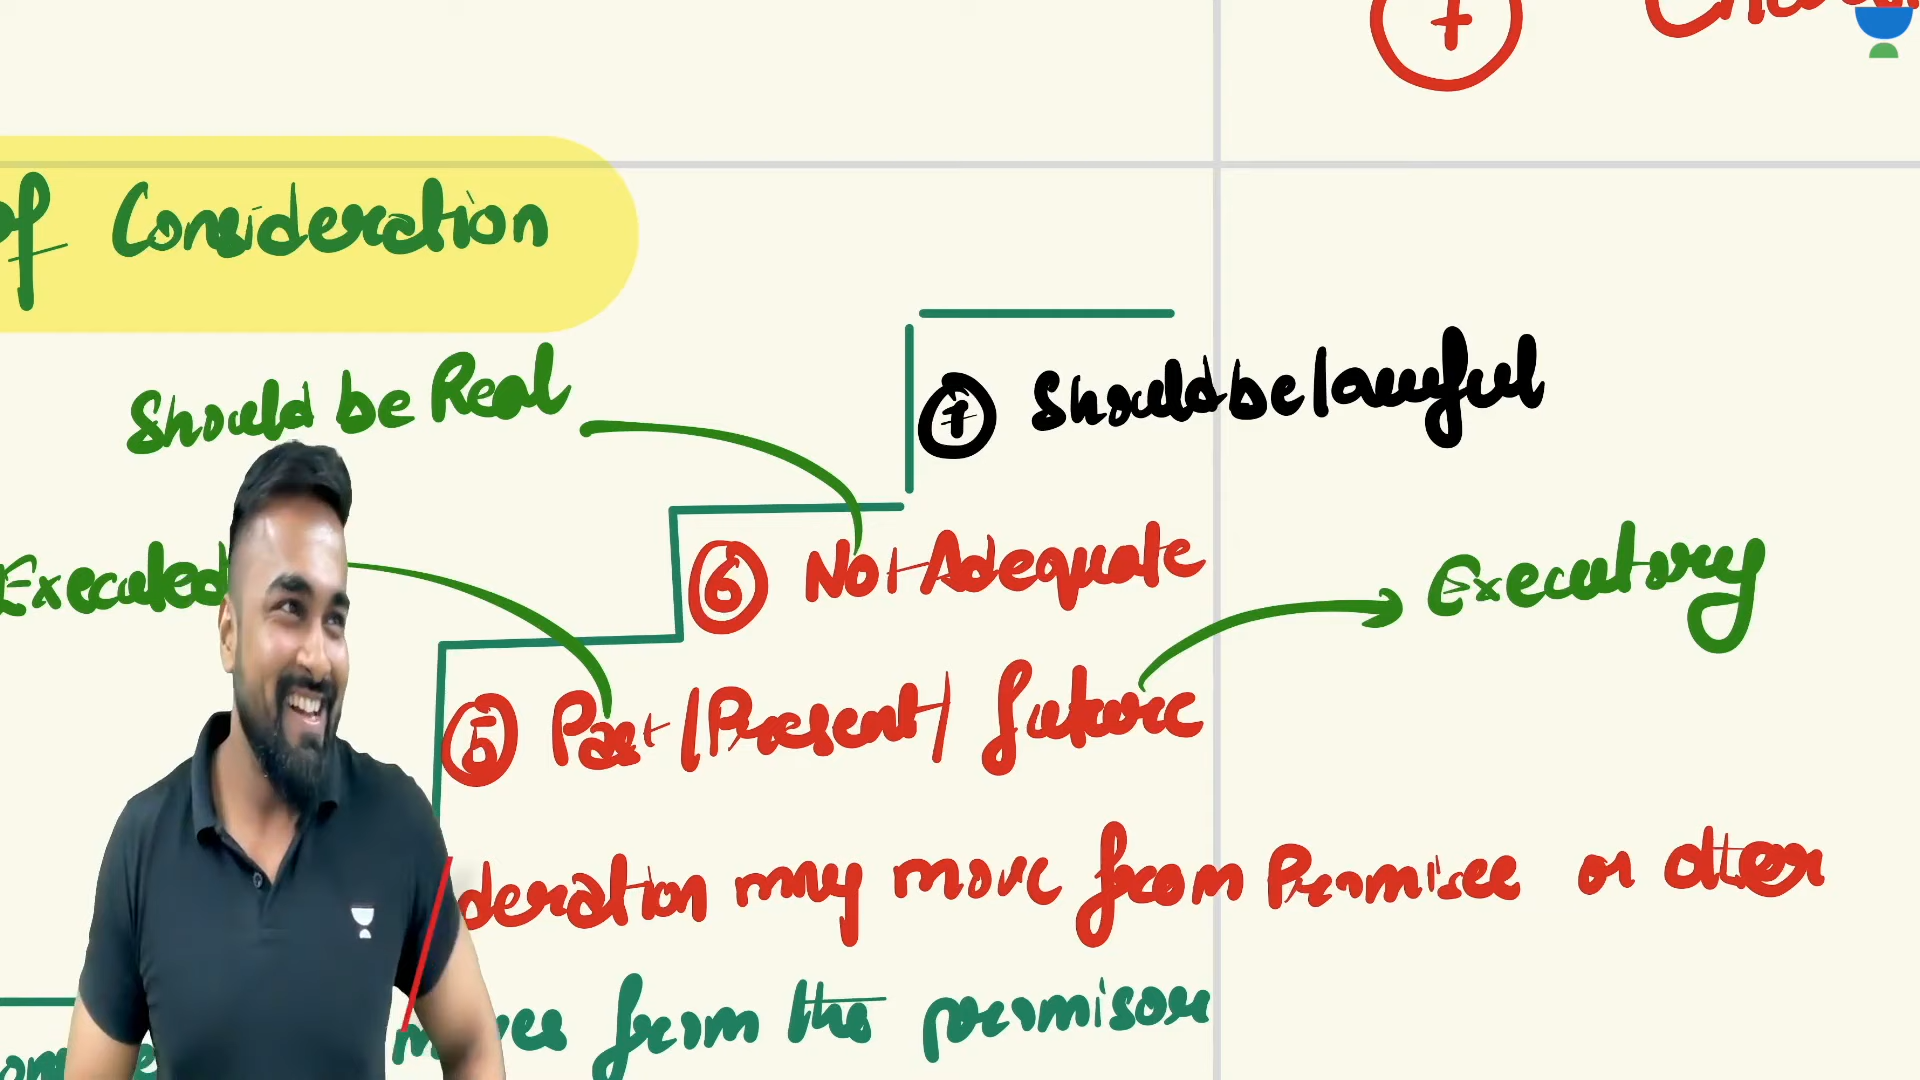 of Consideration
Should be Real
7 Should be lawful
6 Not Adequate
Executed
Executory
5 Past/Present/future
deration may move from Promisee or other
from the promisor